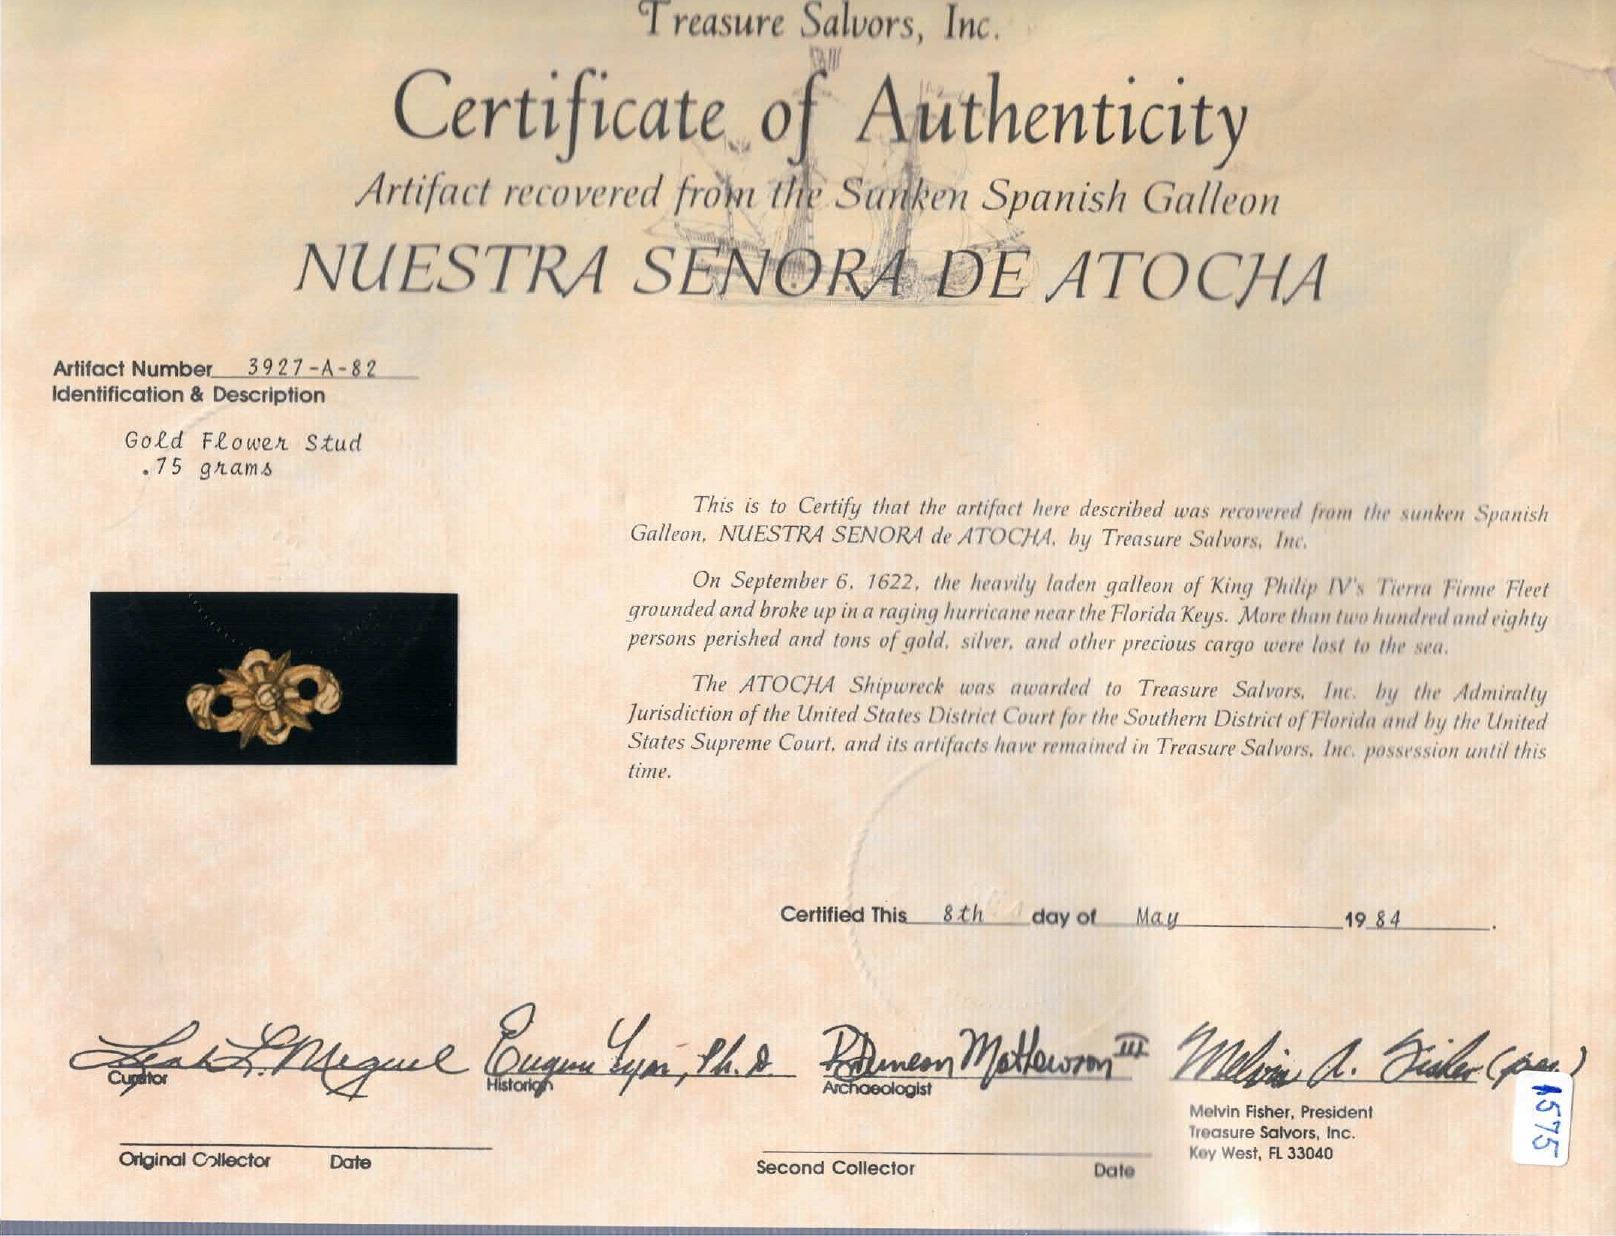 Treasure Salvors, Inc.
Certificate of Authenticity
Artifact recovered from the Sunken Spanish Galleon
NUESTRA SENORA DE ATOCHA
Artifact Number 3927-A-82
Identification & Description
Gold Flower Stud
.75 grams
This is to Certify that the artifact here described was recovered from the sunken Spanish
Galleon, NUESTRA SENORA de ATOCHA, by Treasure Salvors, Inc.
On September 6, 1622, the heavily laden galleon of King Philip IV's Tierra Firme Fleet
grounded and broke up in a raging hurricane near the Florida Keys. More than two hundred and eighty
persons perished and tons of gold, silver, and other precious cargo were lost to the sea.
The ATOCHA Shipwreck was awarded to Treasure Salvors, Inc. by the Admiralty
Jurisdiction of the United States District Court for the Southern District of Florida and by the United
States Supreme Court, and its artifacts have remained in Treasure Salvors, Inc. possession until this
time.
Certified This 8th day of May 1984.
Leah L. Miguel Eugene Lyon, Ph.D. R. Duncan Mathewson III Melvin A. Fisher
Curator Historian Archaeologist
Melvin Fisher, President
Treasure Salvors, Inc.
Key West, FL 33040
1575
Original Collector Date
Second Collector Date